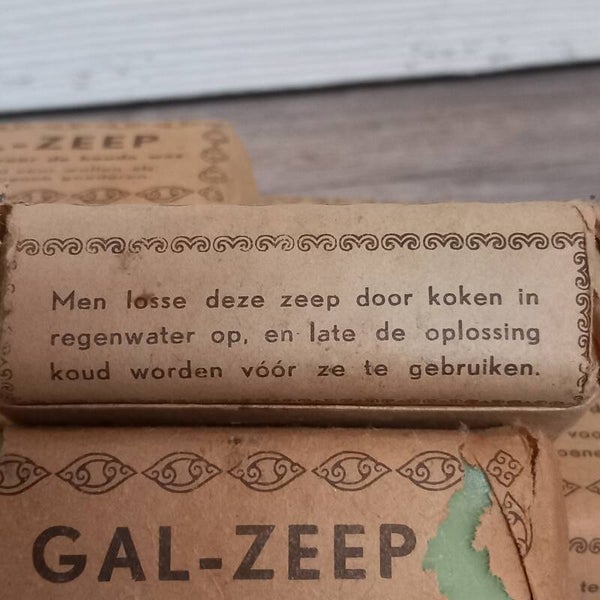 -ZEEP
Men losse deze zeep door koken in
regenwater op, en late de oplossing
koud worden vóór ze te gebruiken.
GAL-ZEEP
te